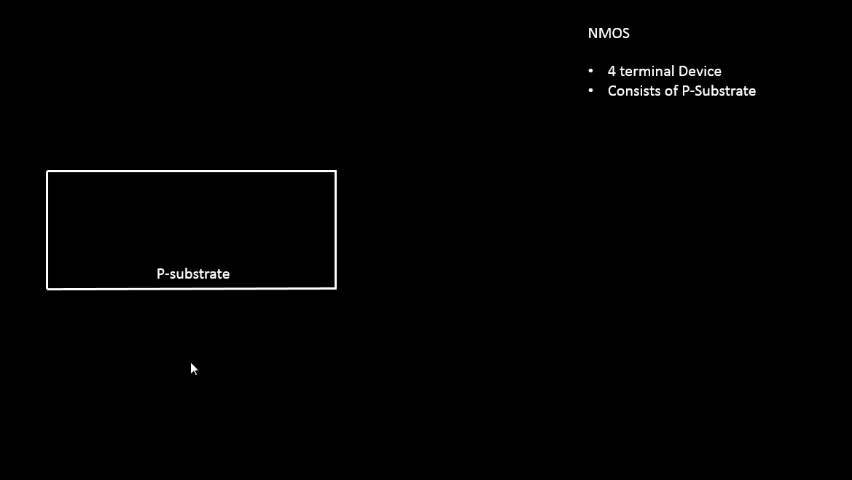 NMOS
• 4 terminal Device
• Consists of P-Substrate
P-substrate